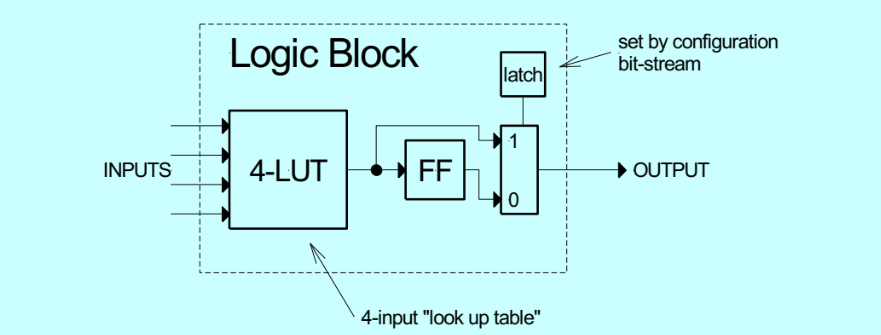 Logic Block
set by configuration
bit-stream
latch
INPUTS
4-LUT
FF
1
0
OUTPUT
4-input "look up table"